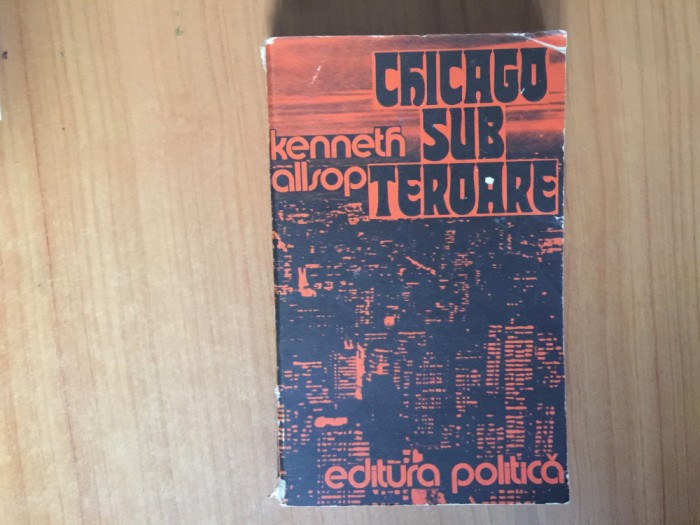 CHICAGO
SUB
TEROARE
kenneth
allsop
editura politică